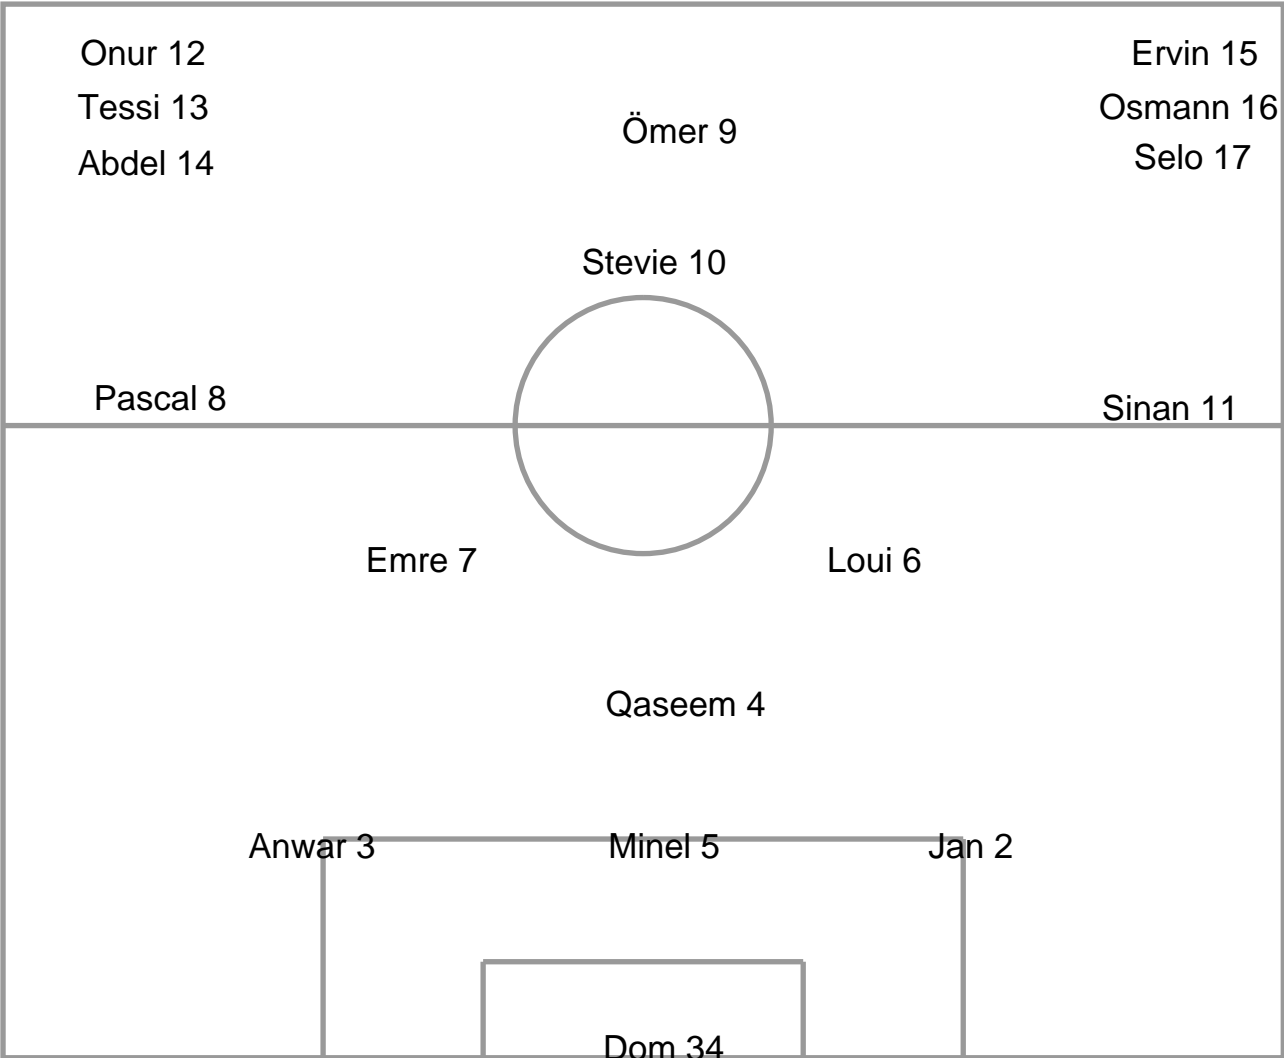 Onur 12
Ervin 15
Tessi 13
Osmann 16
Ömer 9
Abdel 14
Selo 17
Stevie 10
Pascal 8
Sinan 11
Emre 7
Loui 6
Qaseem 4
Anwar 3
Minel 5
Jan 2
Dom 34